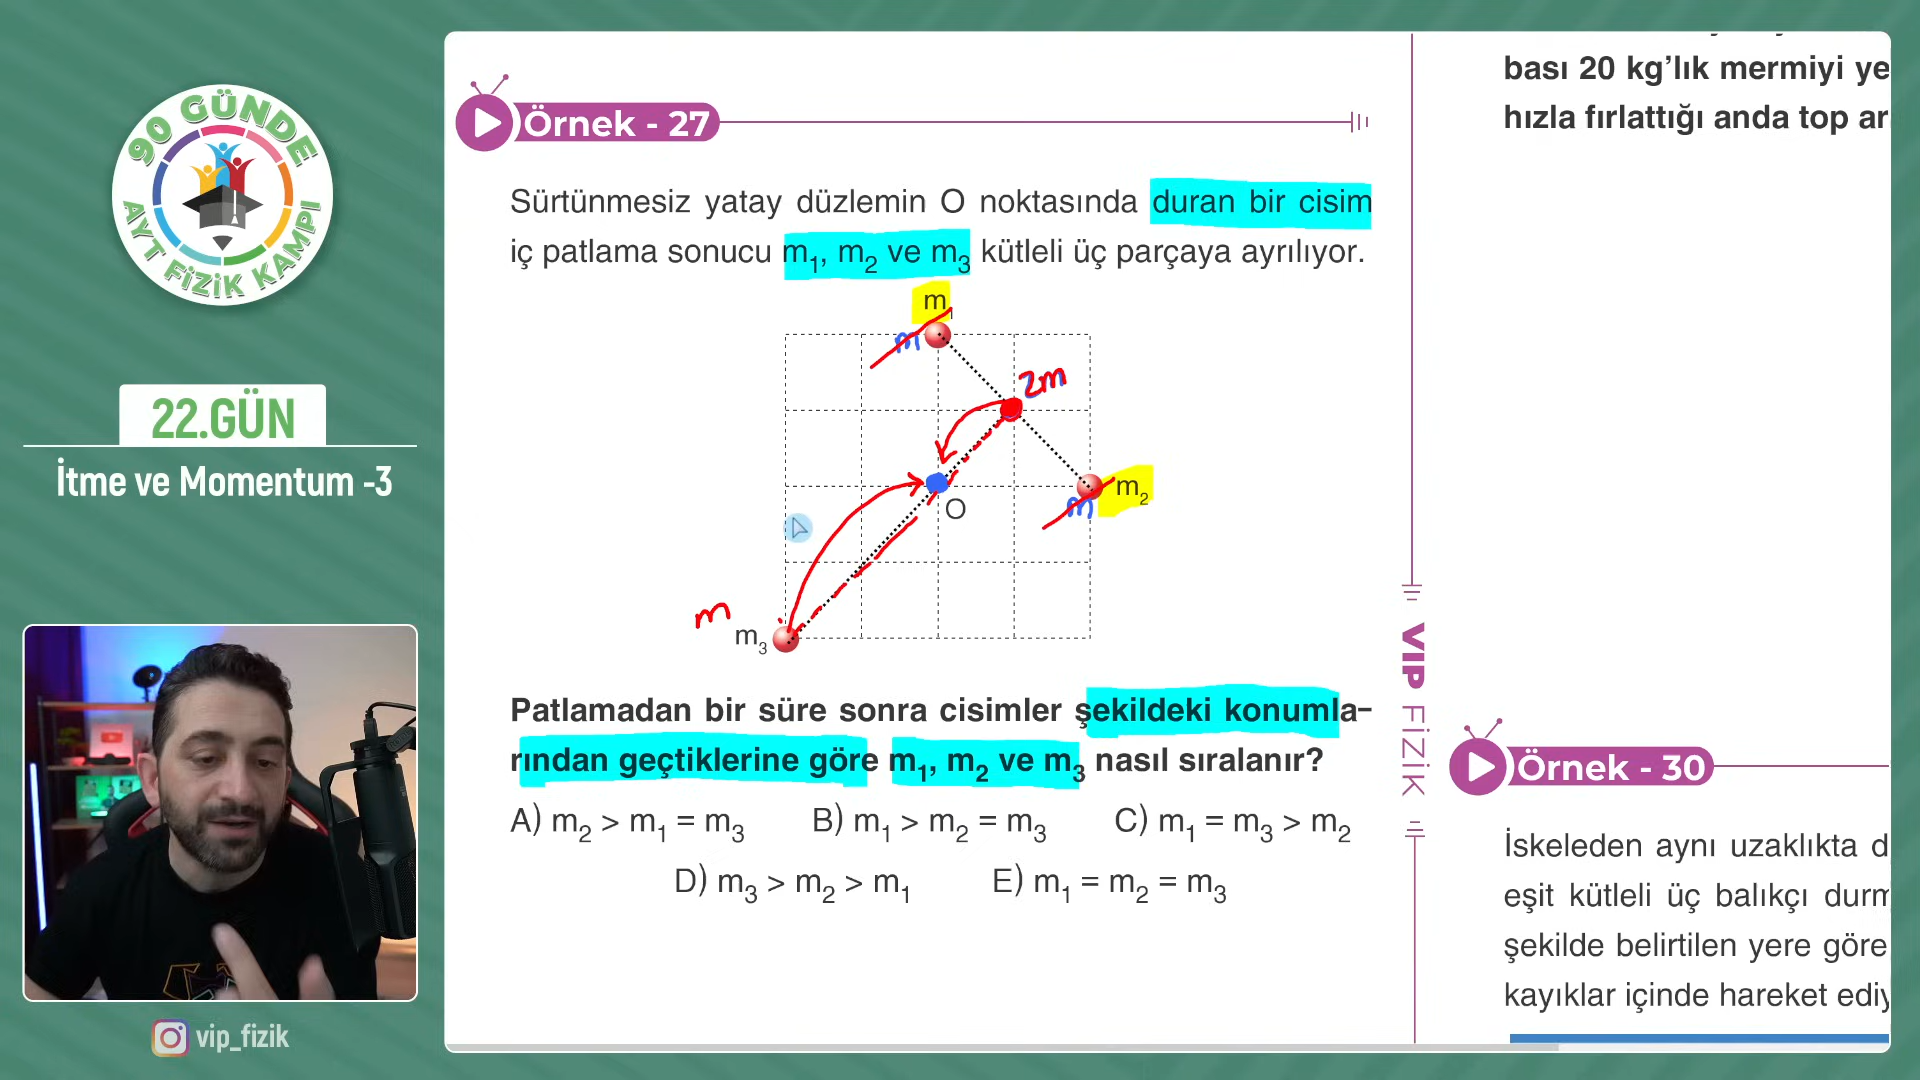 90 GÜNDE
AYT FİZİK KAMPI
22.GÜN
İtme ve Momentum -3
vip_fizik
Örnek - 27
Sürtünmesiz yatay düzlemin O noktasında duran bir cisim
iç patlama sonucu m1, m2 ve m3 kütleli üç parçaya ayrılıyor.
m1
m
2m
m2
m
O
m
m3
Patlamadan bir süre sonra cisimler şekildeki konumla-
rından geçtiklerine göre m1, m2 ve m3 nasıl sıralanır?
A) m2 > m1 = m3 B) m1 > m2 = m3 C) m1 = m3 > m2
D) m3 > m2 > m1 E) m1 = m2 = m3
VIP FİZİK
bası 20 kg’lık mermiyi ye
hızla fırlattığı anda top ar
Örnek - 30
İskeleden aynı uzaklıkta d
eşit kütleli üç balıkçı durm
şekilde belirtilen yere göre
kayıklar içinde hareket ediy